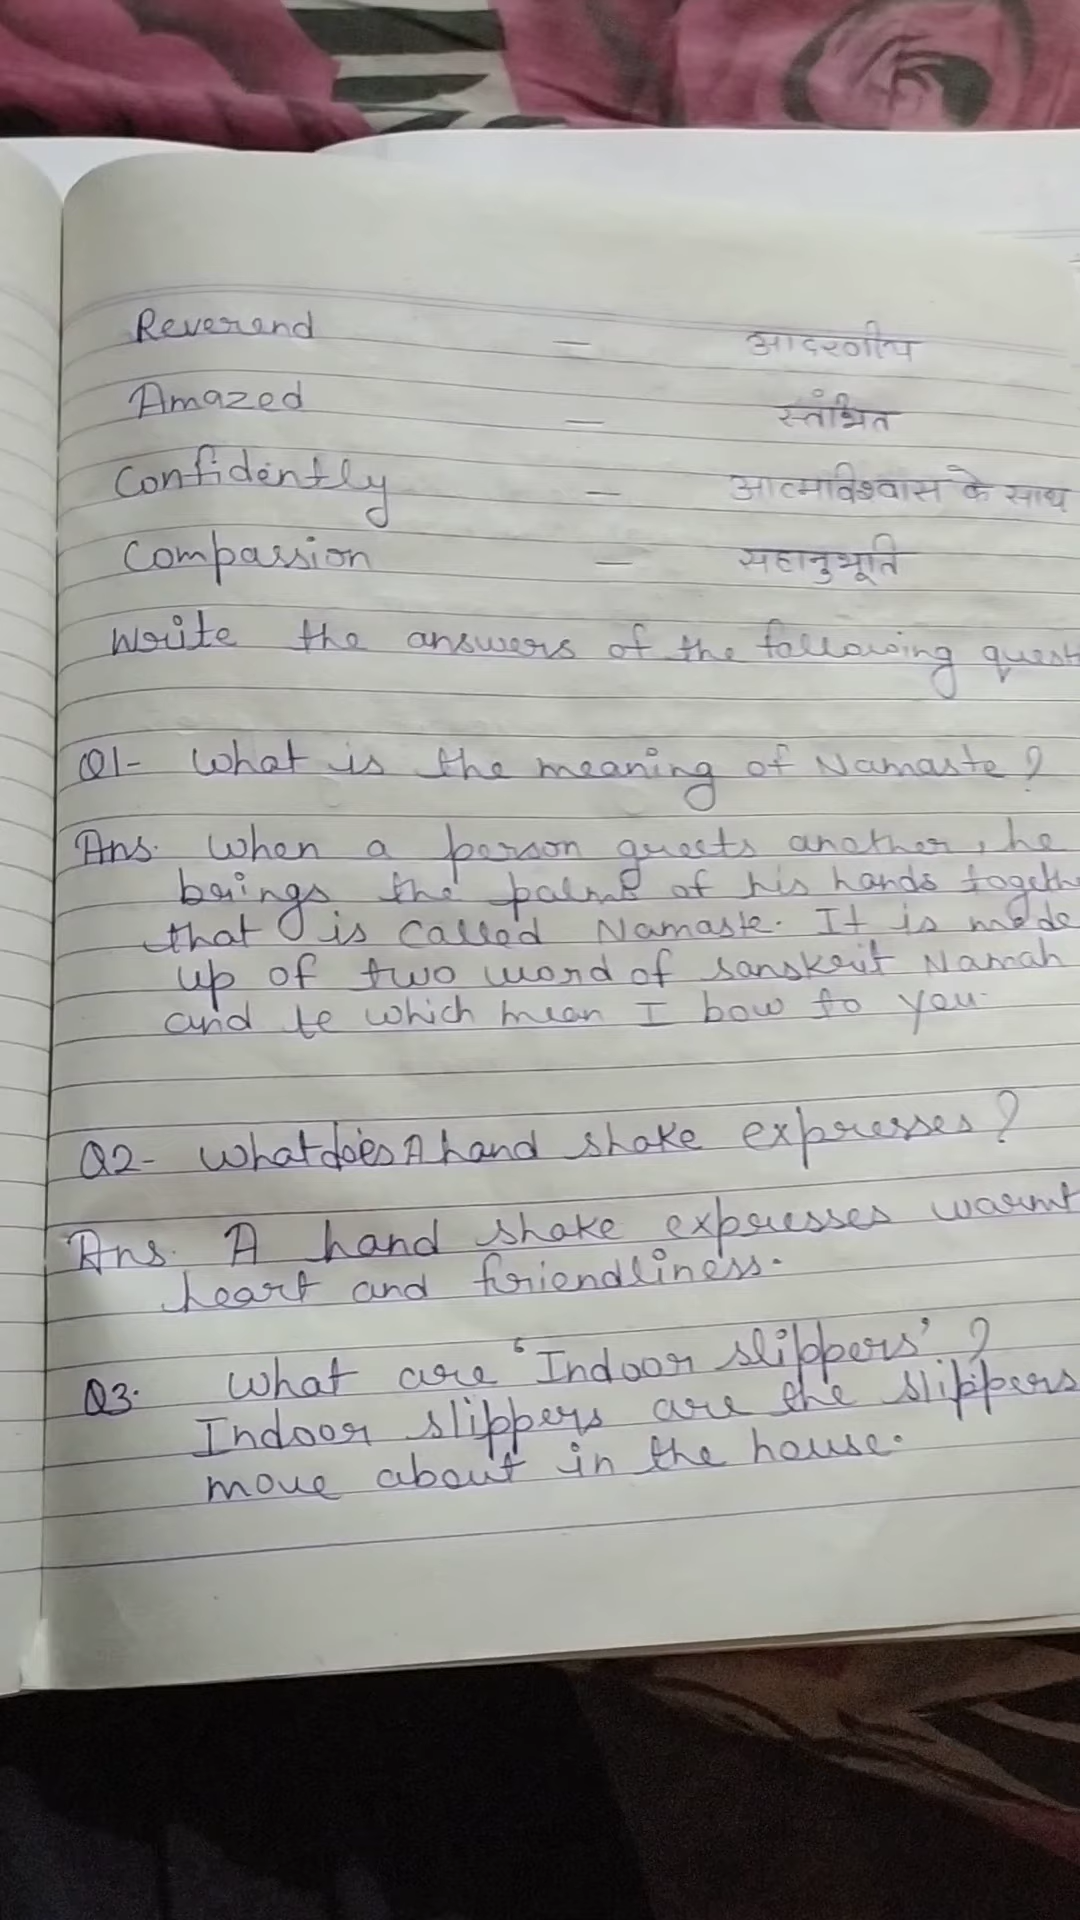 Reverend - आदरणीय
Amazed - स्तंभित
Confidently - आत्मविश्वास के साथ
Compassion - सहानुभूति
Write the answers of the following quest
Q1- What is the meaning of Namaste?
Ans. When a person greets another, he
brings the palms of his hands togeth
that is called Namaste. It is made
up of two word of sanskrit Namah
and te which mean I bow to you.
Q2- What does A hand shake expresses?
Ans. A hand shake expresses warmt
heart and friendliness.
Q3. What are 'Indoor slippers'?
Indoor slippers are the slippers
move about in the house.